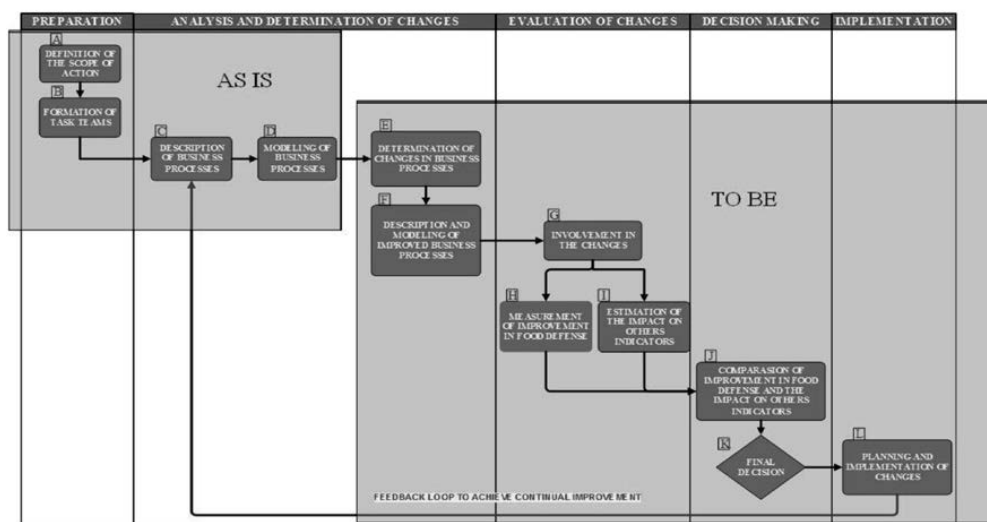 PREPARATION
ANALYSIS AND DETERMINATION OF CHANGES
EVALUATION OF CHANGES
DECISION MAKING
IMPLEMENTATION
AS IS
A
DEFINITION OF
THE SCOPE OF
ACTION
B
FORMATION OF
TASK TEAMS
C
DESCRIPTION
OF BUSINESS
PROCESSES
D
MODELING OF
BUSINESS
PROCESSES
TO BE
E
DETERMINATION OF
CHANGES IN BUSINESS
PROCESSES
F
DESCRIPTION AND
MODELING OF
IMPROVED BUSINESS
PROCESSES
G
INVOLVEMENT IN
THE CHANGES
H
MEASUREMENT
OF IMPROVEMENT
IN FOOD DEFENSE
I
ESTIMATION OF
THE IMPACT ON
OTHERS
INDICATORS
J
COMPARASION OF
IMPROVEMENT IN FOOD
DEFENSE AND THE
IMPACT ON OTHERS
INDICATORS
K
FINAL
DECISION
L
PLANNING AND
IMPLEMENTATION OF
CHANGES
FEEDBACK LOOP TO ACHIEVE CONTINUAL IMPROVEMENT